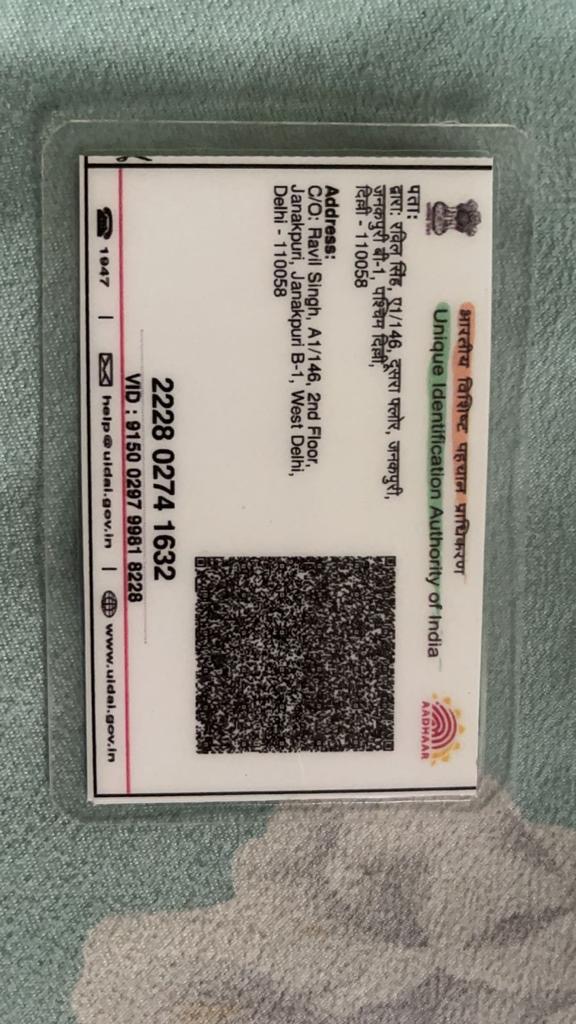 भारतीय विशिष्ट पहचान प्राधिकरण
Unique Identification Authority of India
AADHAAR
पता:
द्वारा: रविल सिंह, ए1/146, दूसरा फ्लोर, जनकपुरी,
जनकपुरी बी-1, पश्चिम दिल्ली,
दिल्ली - 110058
Address:
C/O: Ravil Singh, A1/146, 2nd Floor,
Janakpuri, Janakpuri B-1, West Delhi,
Delhi - 110058
2228 0274 1632
VID : 9150 0297 9981 8228
1947 | help@uidai.gov.in | www.uidai.gov.in